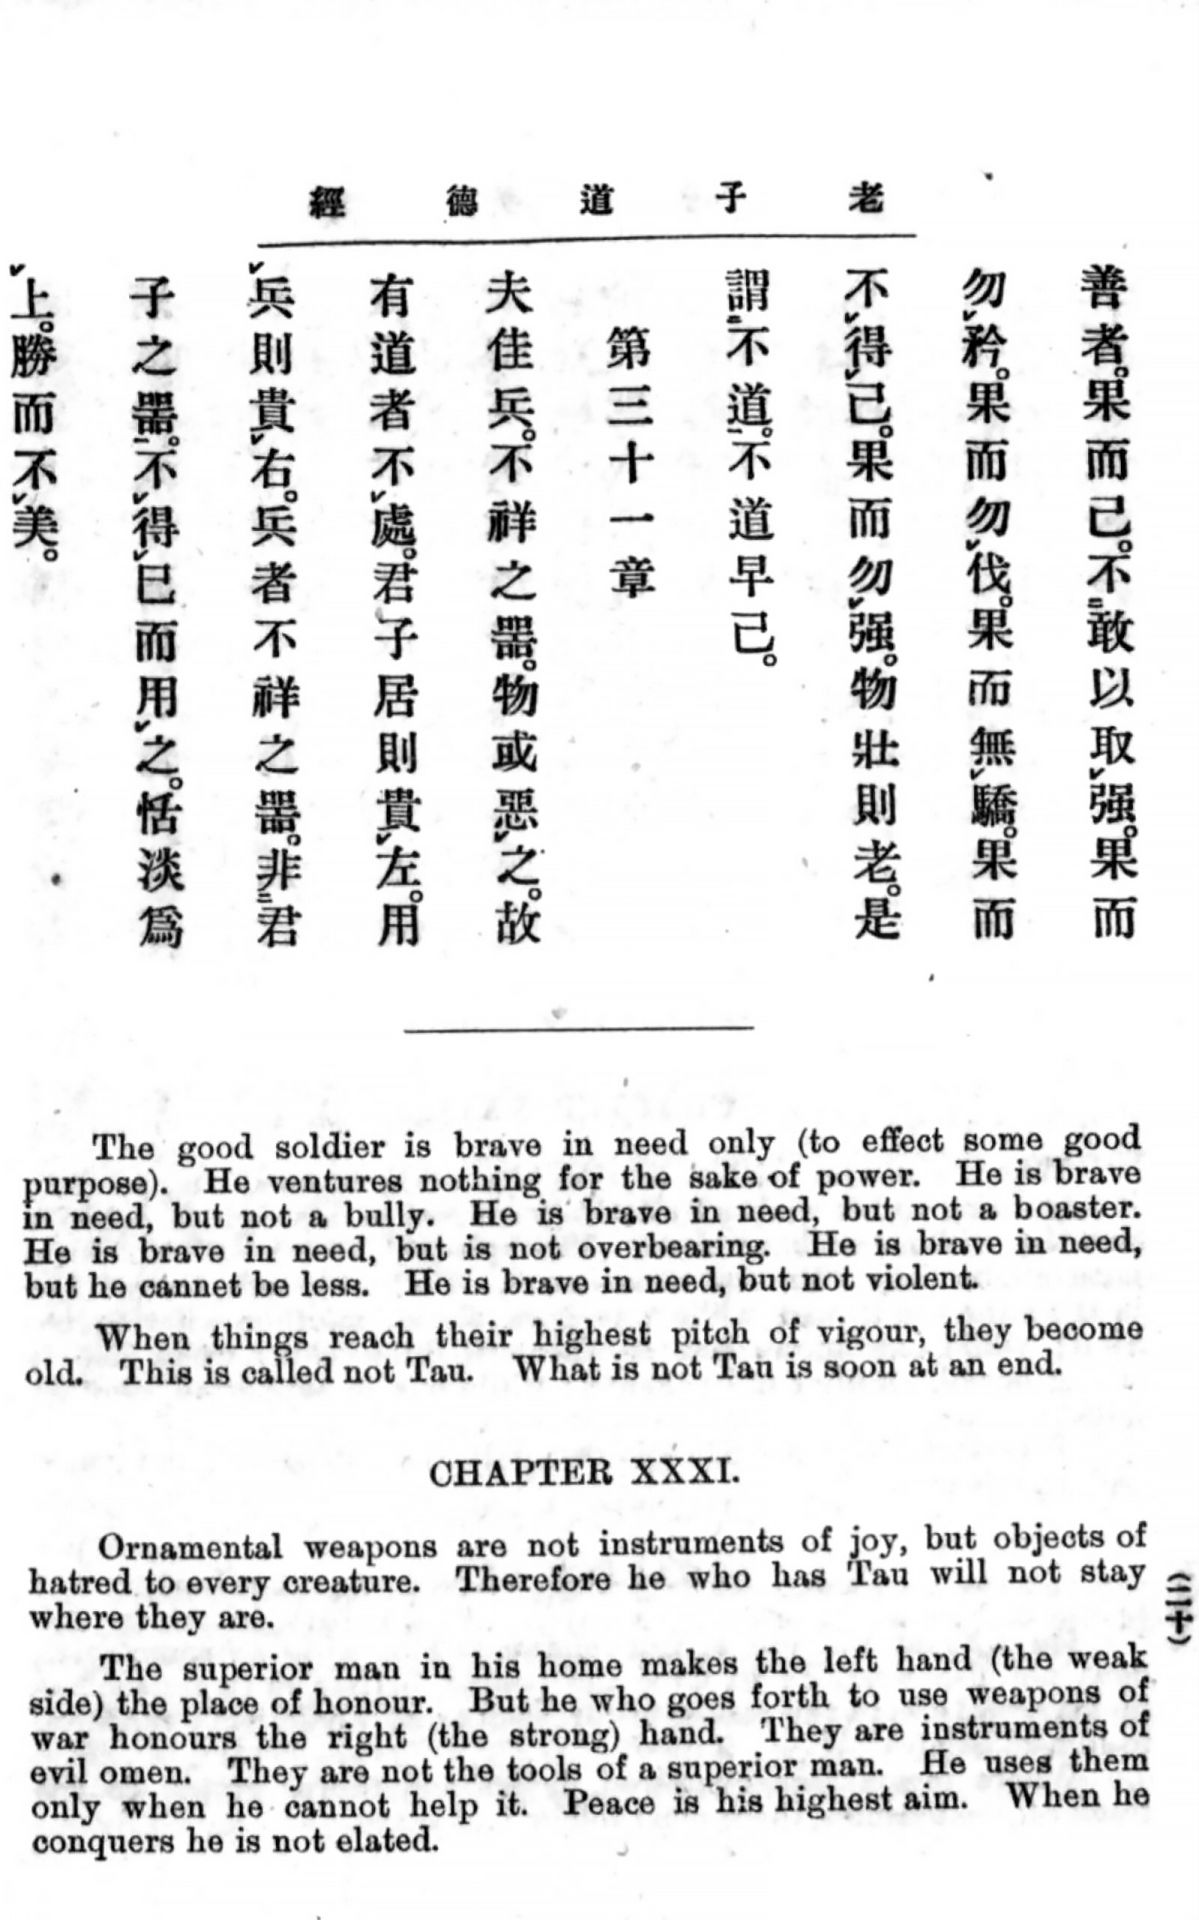 老子道德經
善者。果而己。不敢以取强。果而
勿矜。果而勿伐。果而無驕。果而
不得己。果而勿强。物壯則老。是
謂不道。不道早己。
第三十一章
夫佳兵。不祥之噐。物或惡之。故
有道者不處。君子居則貴左。用
兵則貴右。兵者不祥之噐。非君
子之噐。不得已而用之。恬淡爲
上。勝而不美。
The good soldier is brave in need only (to effect some good
purpose). He ventures nothing for the sake of power. He is brave
in need, but not a bully. He is brave in need, but not a boaster.
He is brave in need, but is not overbearing. He is brave in need,
but he cannet be less. He is brave in need, but not violent.
When things reach their highest pitch of vigour, they become
old. This is called not Tau. What is not Tau is soon at an end.
CHAPTER XXXI.
Ornamental weapons are not instruments of joy, but objects of
hatred to every creature. Therefore he who has Tau will not stay
where they are.
The superior man in his home makes the left hand (the weak
side) the place of honour. But he who goes forth to use weapons of
war honours the right (the strong) hand. They are instruments of
evil omen. They are not the tools of a superior man. He uses them
only when he cannot help it. Peace is his highest aim. When he
conquers he is not elated.
(二十)